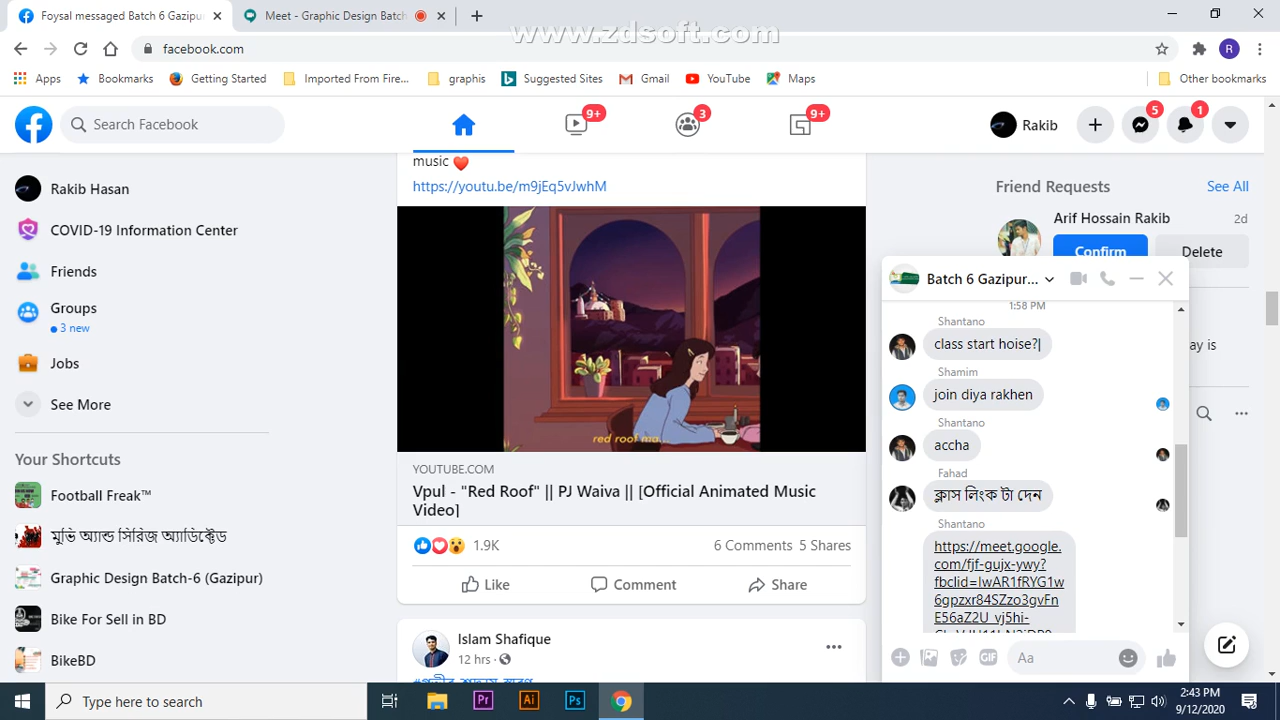 Foysal messaged Batch 6 Gazipu
Meet - Graphic Design Batch
www.zdsoft.com
facebook.com
R
Apps
Bookmarks
Getting Started
Imported From Fire...
graphis
Suggested Sites
Gmail
YouTube
Maps
Other bookmarks
Search Facebook
9+
3
9+
Rakib
5
1
Rakib Hasan
COVID-19 Information Center
Friends
Groups
3 new
Jobs
See More
Your Shortcuts
Football Freak™
মুভি অ্যান্ড সিরিজ অ্যাডিক্টেড
Graphic Design Batch-6 (Gazipur)
Bike For Sell in BD
BikeBD
music
https://youtu.be/m9jEq5vJwhM
red roof ma...
YOUTUBE.COM
Vpul - "Red Roof" || PJ Waiva || [Official Animated Music
Video]
1.9K
6 Comments 5 Shares
Like
Comment
Share
Islam Shafique
12 hrs
Friend Requests
See All
Arif Hossain Rakib
2d
Confirm
Delete
ay is
Batch 6 Gazipur...
1:58 PM
Shantano
class start hoise?|
Shamim
join diya rakhen
Shantano
accha
Fahad
ক্লাস লিংক টা দেন
Shantano
https://meet.google.
com/fjf-gujx-ywy?
fbclid=IwAR1fRYG1w
6gpzxr84SZzo3gvFn
E56aZ2U_vj5hi-
GIF
Aa
Type here to search
Pr
Ai
Ps
2:43 PM
9/12/2020